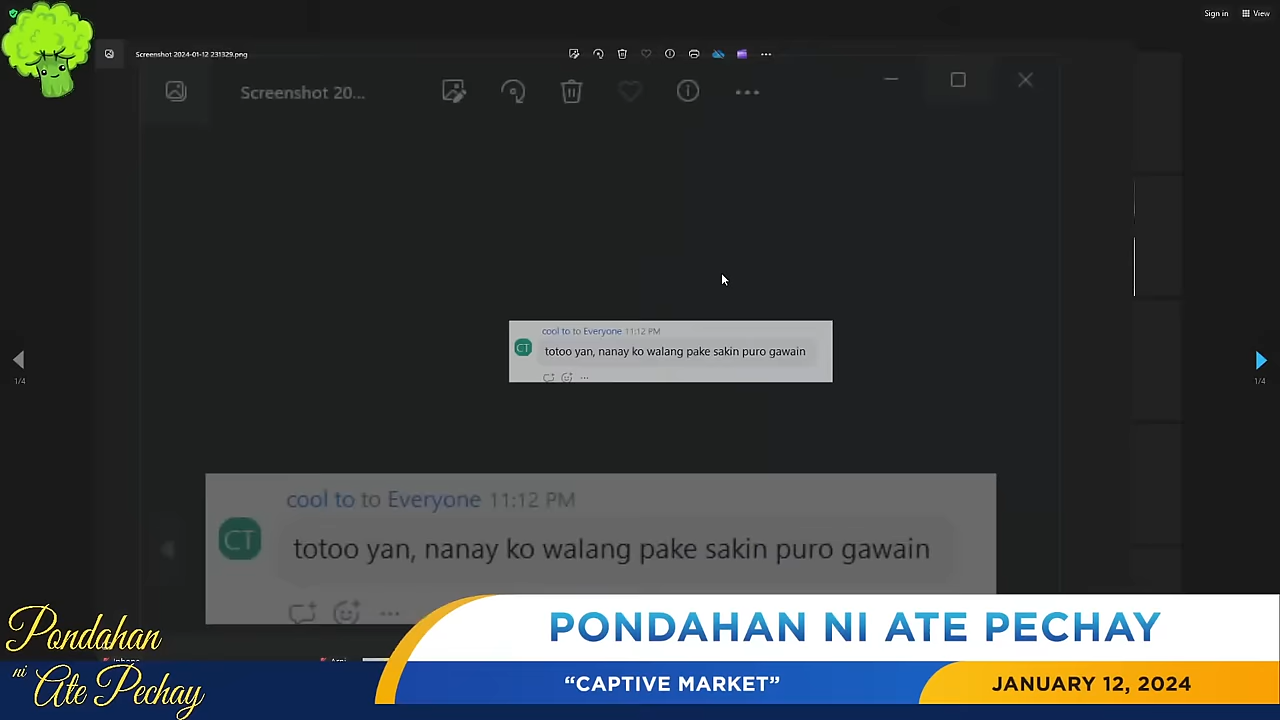 Sign in
View
Screenshot 2024-01-12 231329.png
Screenshot 20...
cool to to Everyone 11:12 PM
CT
totoo yan, nanay ko walang pake sakin puro gawain
1/4
1/4
cool to to Everyone 11:12 PM
CT
totoo yan, nanay ko walang pake sakin puro gawain
Pondahan
ni Ate Pechay
PONDAHAN NI ATE PECHAY
“CAPTIVE MARKET”
JANUARY 12, 2024